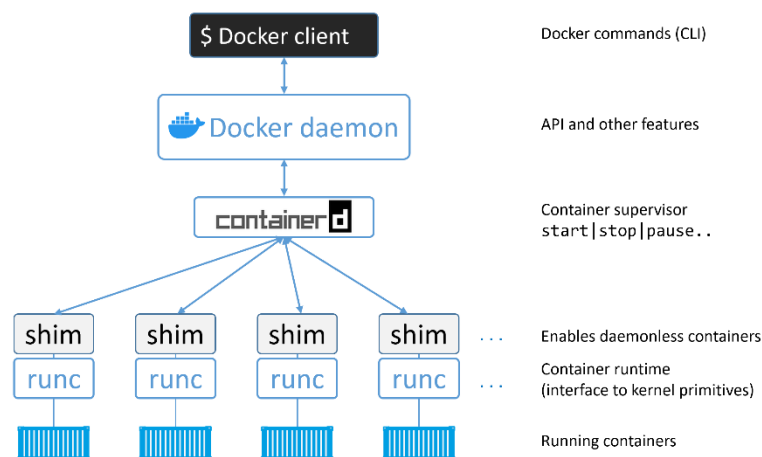 $ Docker client
Docker commands (CLI)
Docker daemon
API and other features
containerd
Container supervisor
start|stop|pause..
shim shim shim shim ...
Enables daemonless containers
runc runc runc runc ...
Container runtime
(interface to kernel primitives)
Running containers